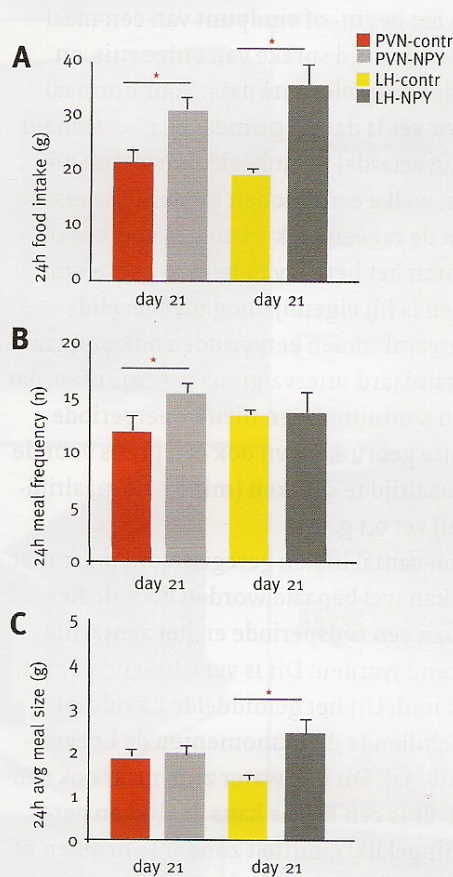 A
PVN-contr
PVN-NPY
LH-contr
LH-NPY
24h food intake (g)
40
30
20
10
0
day 21
day 21
B
24h meal frequency (n)
20
15
10
5
0
day 21
day 21
C
24h avg meal size (g)
5
4
3
2
1
0
day 21
day 21